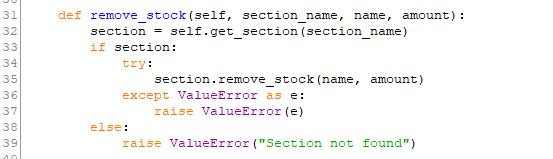 31 def remove_stock(self, section_name, name, amount):
32 section = self.get_section(section_name)
33 if section:
34 try:
35 section.remove_stock(name, amount)
36 except ValueError as e:
37 raise ValueError(e)
38 else:
39 raise ValueError("Section not found")